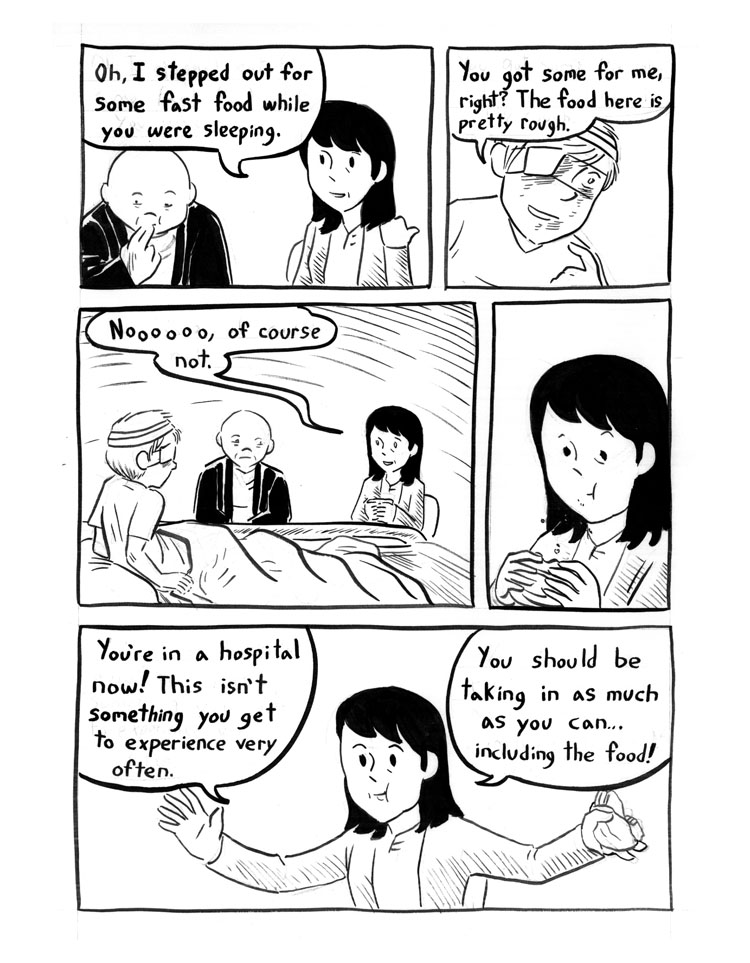 Oh, I stepped out for
some fast food while
you were sleeping.
You got some for me,
right? The food here is
pretty rough.
Noooooo, of course
not.
You're in a hospital
now! This isn't
something you get
to experience very
often.
You should be
taking in as much
as you can...
including the food!